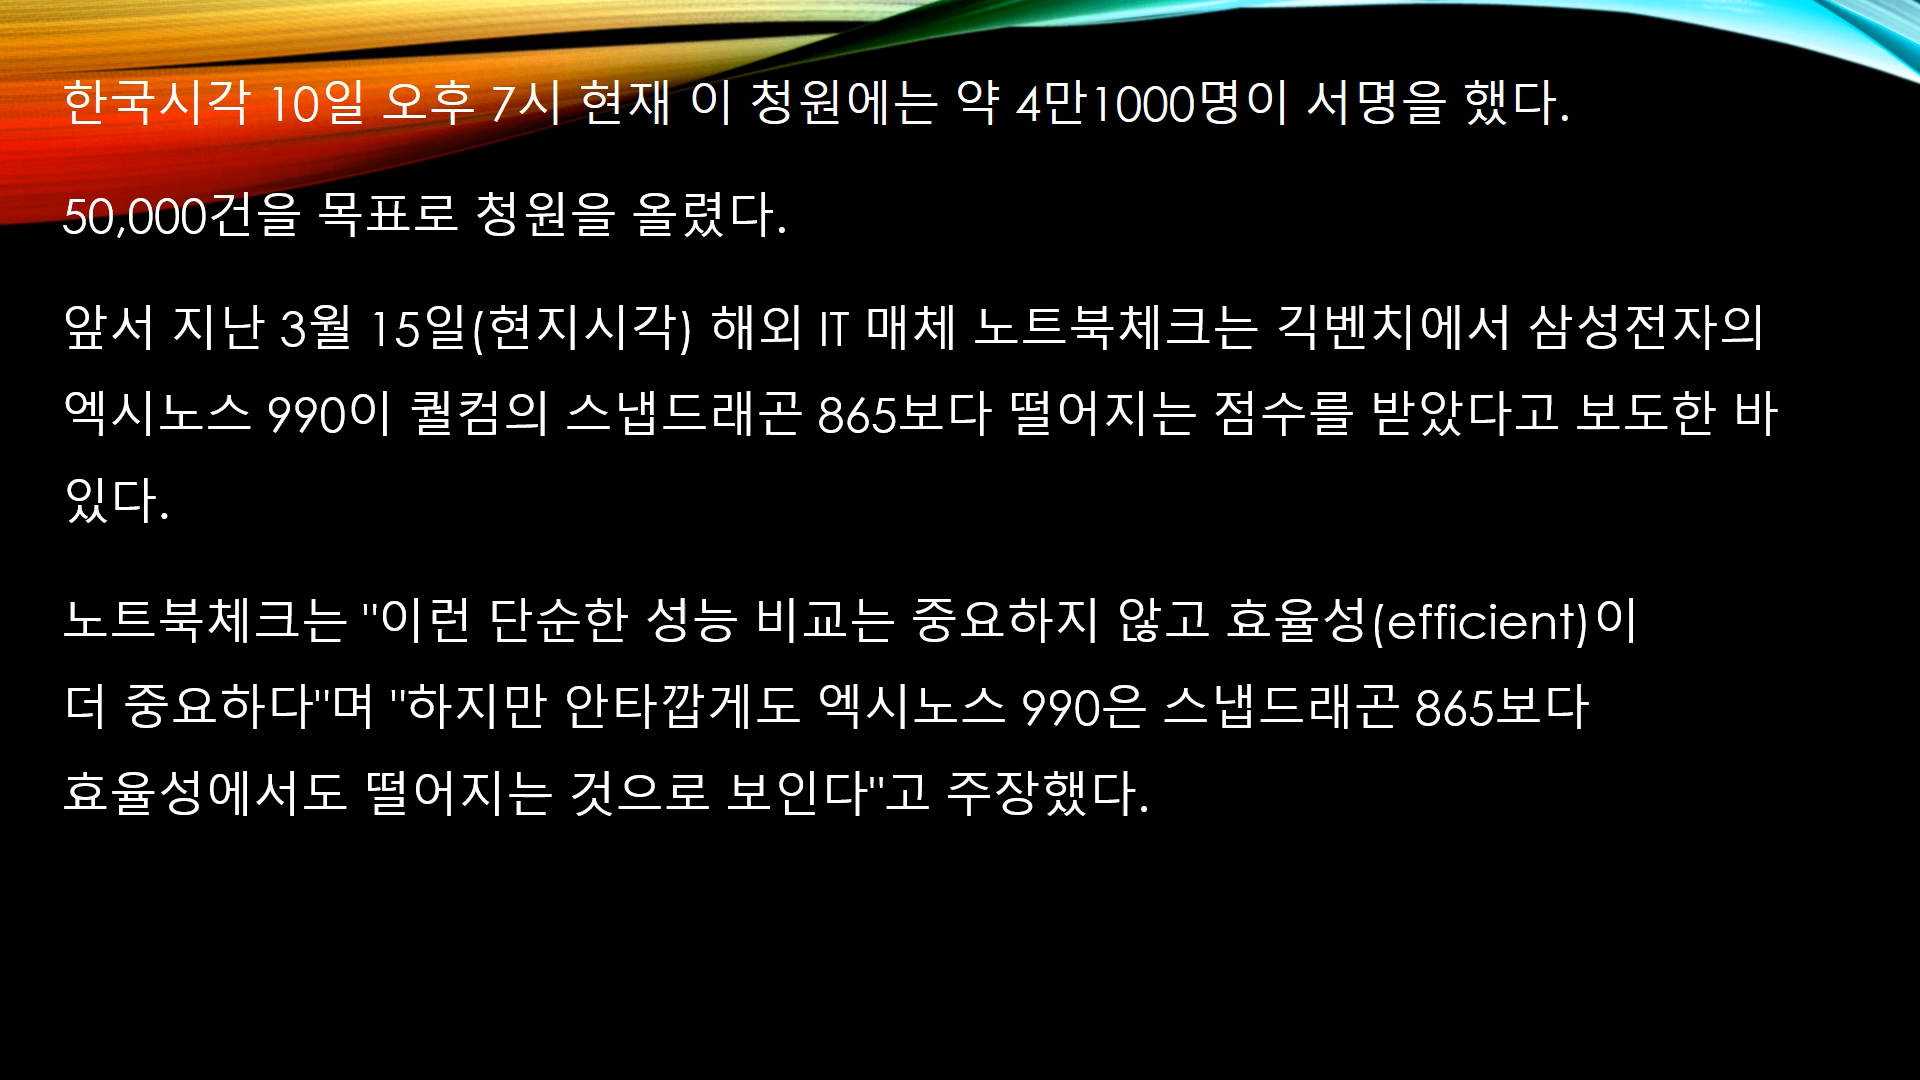 한국시각 10일 오후 7시 현재 이 청원에는 약 4만1000명이 서명을 했다.
50,000건을 목표로 청원을 올렸다.
앞서 지난 3월 15일(현지시각) 해외 IT 매체 노트북체크는 긱벤치에서 삼성전자의
엑시노스 990이 퀄컴의 스냅드래곤 865보다 떨어지는 점수를 받았다고 보도한 바
있다.
노트북체크는 "이런 단순한 성능 비교는 중요하지 않고 효율성(efficient)이
더 중요하다"며 "하지만 안타깝게도 엑시노스 990은 스냅드래곤 865보다
효율성에서도 떨어지는 것으로 보인다"고 주장했다.